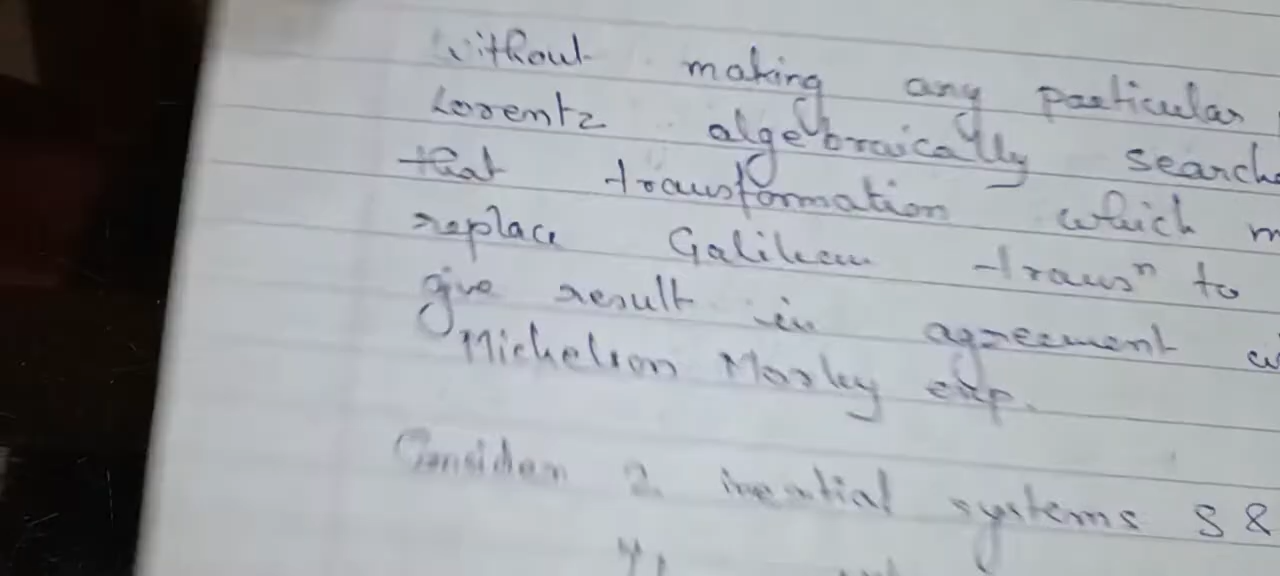 without making any particular
Lorentz algebraically search
that transformation which m
replace Galilean transⁿ to
give result in agreement w
Michelson Morley exp.
Consider 2 inertial systems S &